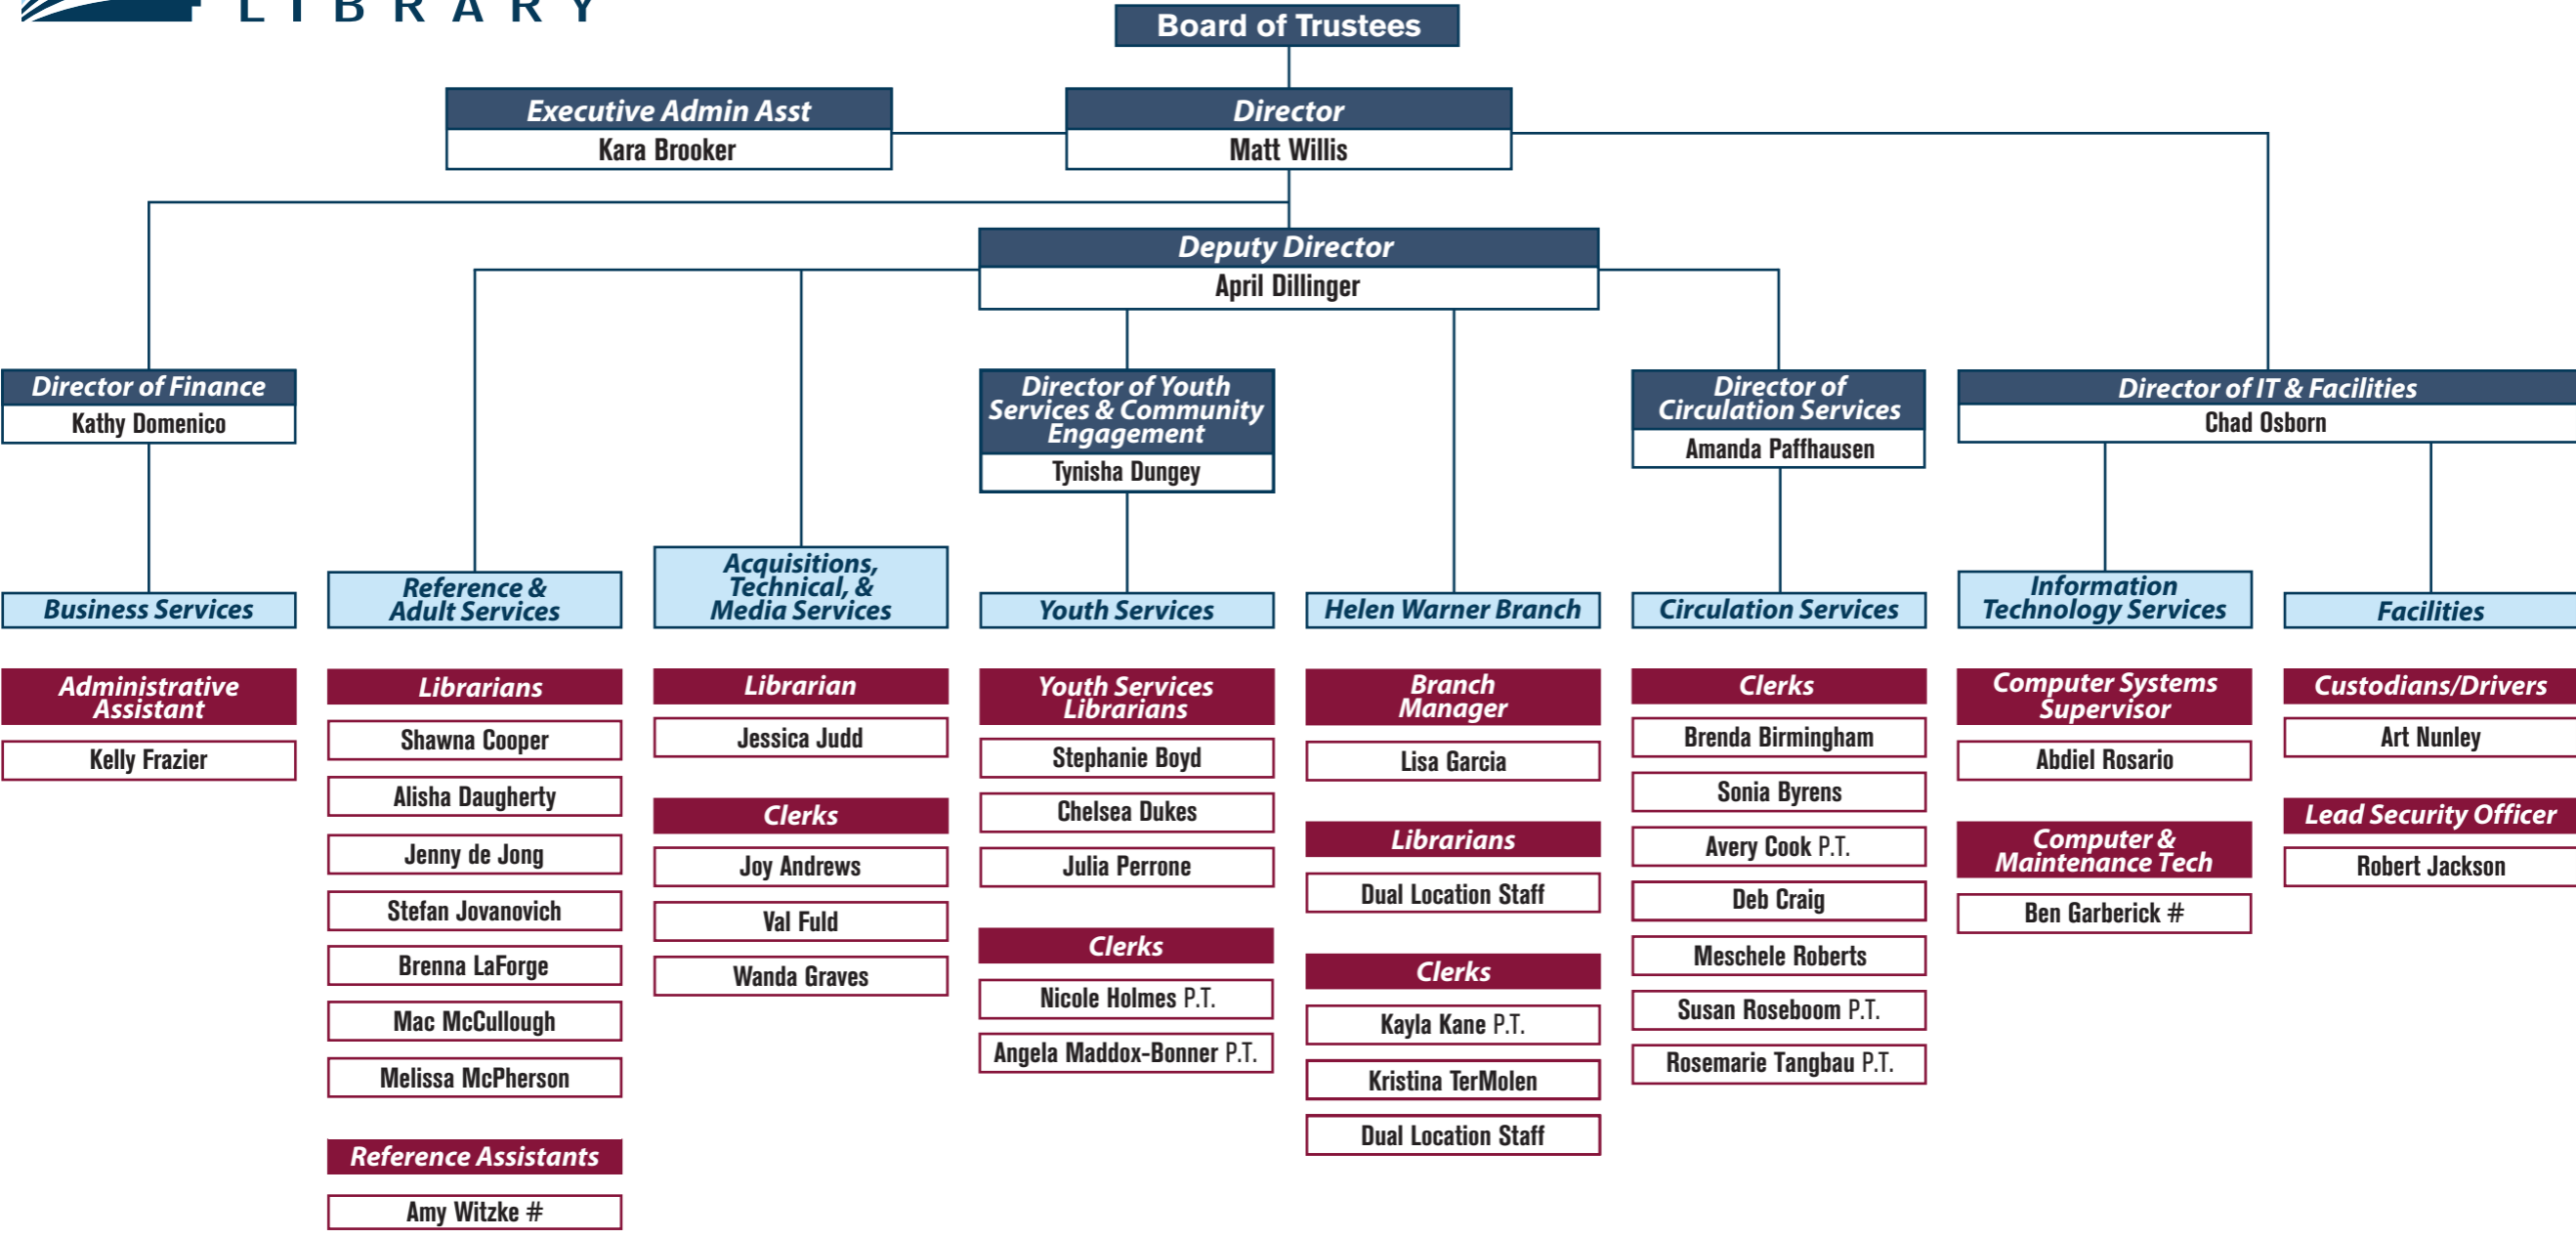 LIBRARY
Board of Trustees
Executive Admin Asst
Kara Brooker
Director
Matt Willis
Deputy Director
April Dillinger
Director of Finance
Kathy Domenico
Director of Youth
Services & Community
Engagement
Tynisha Dungey
Director of
Circulation Services
Amanda Paffhausen
Director of IT & Facilities
Chad Osborn
Business Services
Administrative
Assistant
Kelly Frazier
Reference &
Adult Services
Librarians
Shawna Cooper
Alisha Daugherty
Jenny de Jong
Stefan Jovanovich
Brenna LaForge
Mac McCullough
Melissa McPherson
Reference Assistants
Amy Witzke #
Acquisitions,
Technical, &
Media Services
Librarian
Jessica Judd
Clerks
Joy Andrews
Val Fuld
Wanda Graves
Youth Services
Youth Services
Librarians
Stephanie Boyd
Chelsea Dukes
Julia Perrone
Clerks
Nicole Holmes P.T.
Angela Maddox-Bonner P.T.
Helen Warner Branch
Branch
Manager
Lisa Garcia
Librarians
Dual Location Staff
Clerks
Kayla Kane P.T.
Kristina TerMolen
Dual Location Staff
Circulation Services
Clerks
Brenda Birmingham
Sonia Byrens
Avery Cook P.T.
Deb Craig
Meschele Roberts
Susan Roseboom P.T.
Rosemarie Tangbau P.T.
Information
Technology Services
Computer Systems
Supervisor
Abdiel Rosario
Computer &
Maintenance Tech
Ben Garberick #
Facilities
Custodians/Drivers
Art Nunley
Lead Security Officer
Robert Jackson